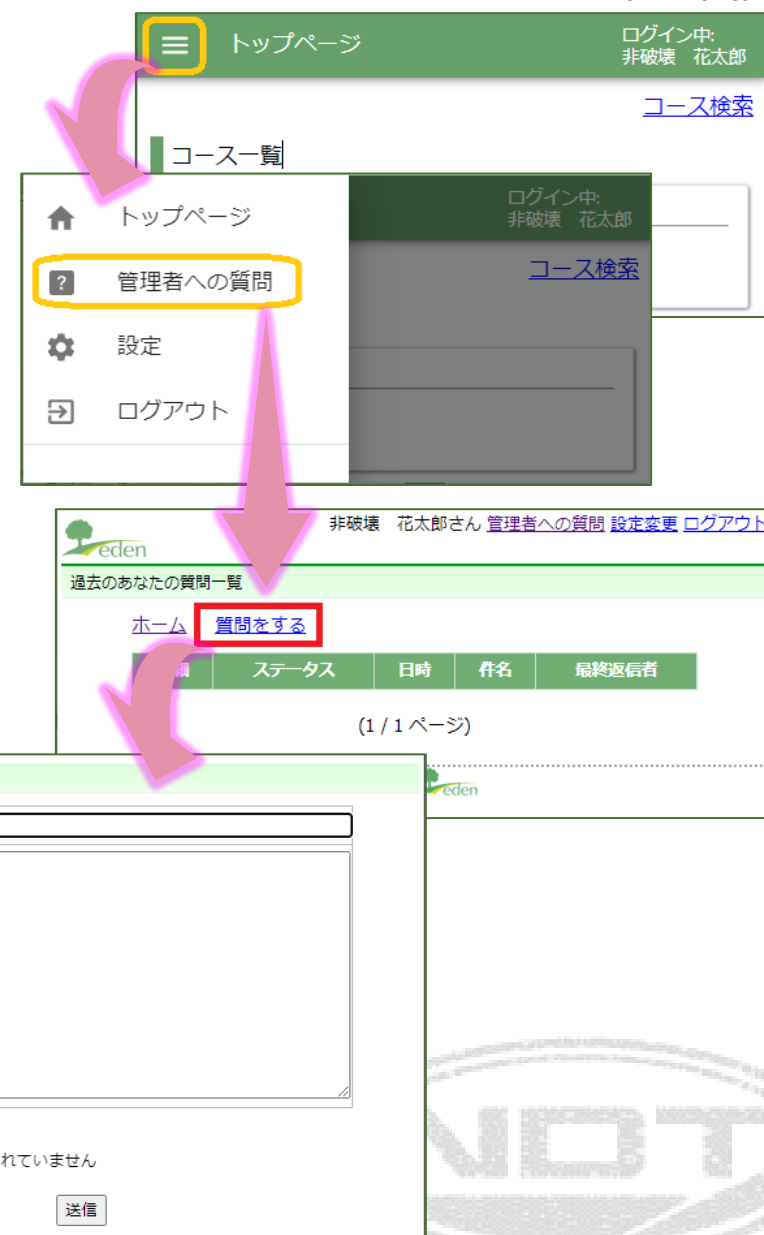 トップページ
ログイン中:
非破壊 花太郎
コース検索
コース一覧
トップページ
ログイン中:
非破壊 花太郎
管理者への質問
コース検索
設定
ログアウト
eden
非破壊 花太郎さん 管理者への質問 設定変更 ログアウト
過去のあなたの質問一覧
ホーム 質問をする
ステータス 日時 件名 最終返信者
(1 / 1 ページ)
eden
れていません
送信
NDT